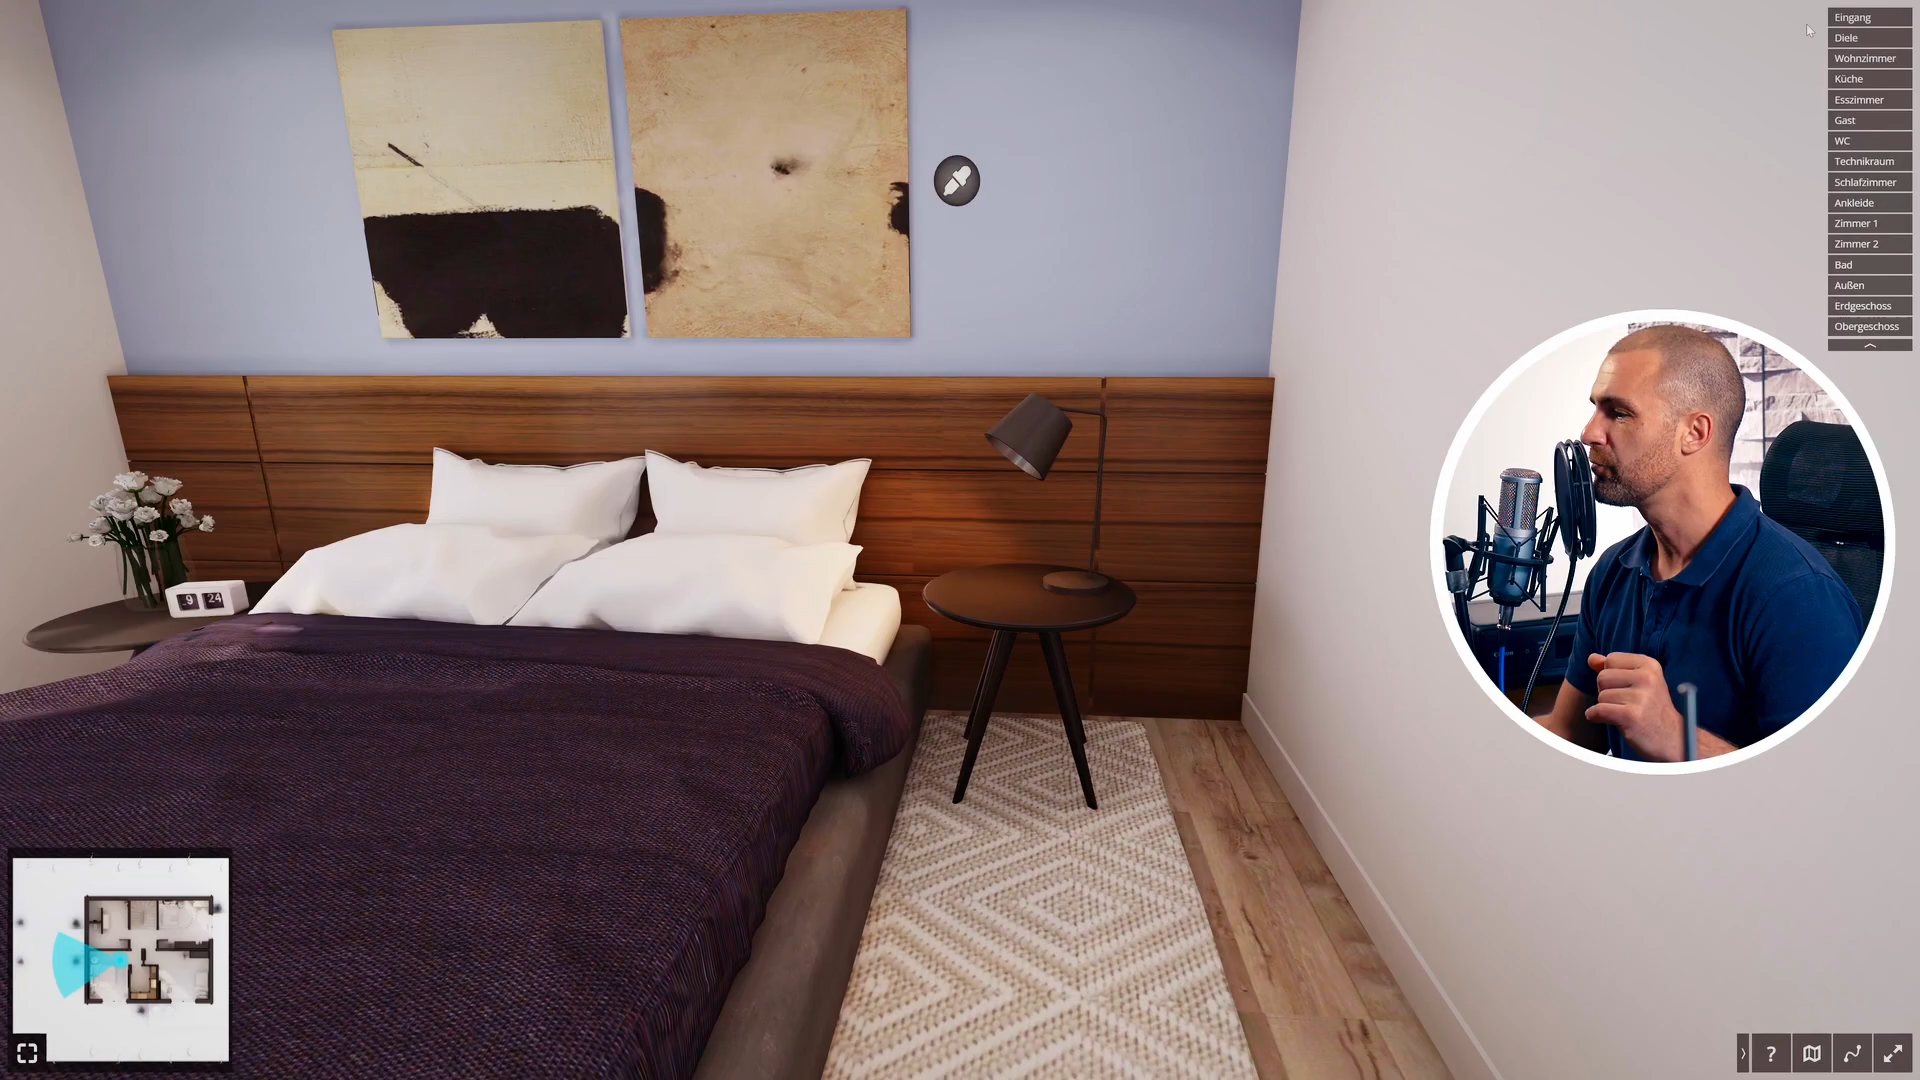 Eingang
Diele
Wohnzimmer
Küche
Esszimmer
Gast
WC
Technikraum
Schlafzimmer
Ankleide
Zimmer 1
Zimmer 2
Bad
Außen
Erdgeschoss
Obergeschoss
9 24
?